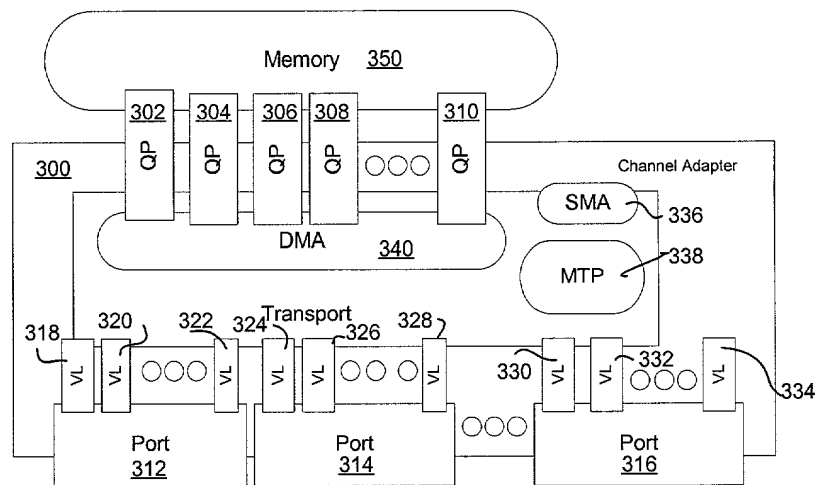 Memory 350
302 304 306 308 310
QP QP QP QP QP
300
Channel Adapter
SMA
336
DMA
340
MTP
338
Transport
318 320 322 324 326 328 330 332 334
VL VL VL VL VL VL VL VL VL
Port Port Port
312 314 316